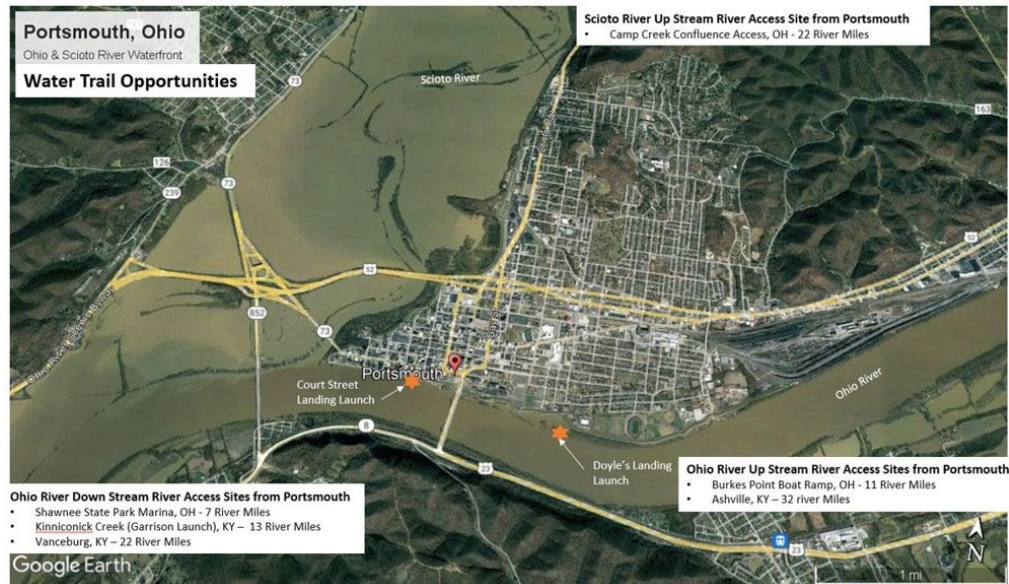 Portsmouth, Ohio
Ohio & Scioto River Waterfront
Water Trail Opportunities
Scioto River Up Stream River Access Site from Portsmouth
• Camp Creek Confluence Access, OH - 22 River Miles
73
Scioto River
163
126
239
73
52
52
852
73
Portsmouth
Court Street
Landing Launch
Ohio River
8
23
Doyle's Landing
Launch
Ohio River Up Stream River Access Sites from Portsmouth
• Burkes Point Boat Ramp, OH - 11 River Miles
• Ashville, KY – 32 river Miles
Ohio River Down Stream River Access Sites from Portsmouth
• Shawnee State Park Marina, OH - 7 River Miles
• Kinniconick Creek (Garrison Launch), KY – 13 River Miles
• Vanceburg, KY – 22 River Miles
23
N
Google Earth
1 mi